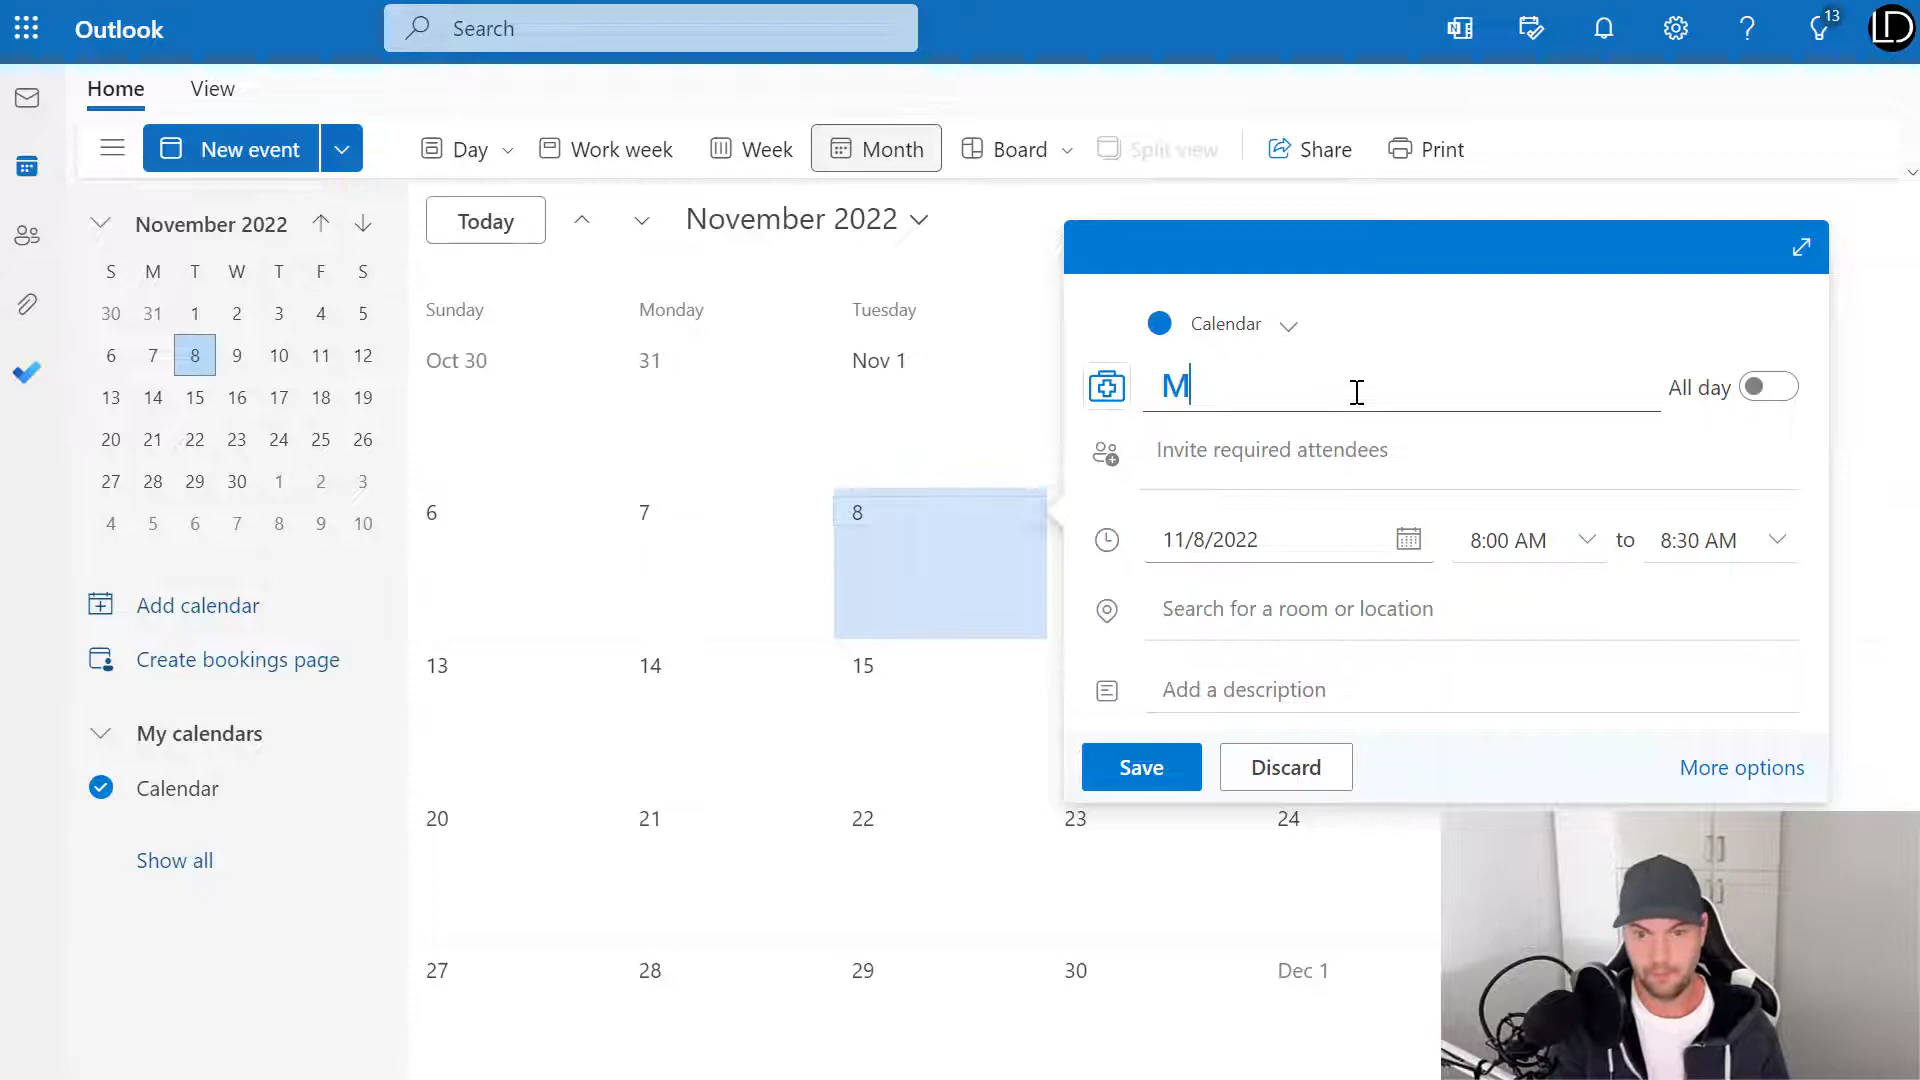 Outlook
Search
13
LD
Home
View
New event
Day
Work week
Week
Month
Board
Split view
Share
Print
November 2022
S M T W T F S
30 31 1 2 3 4 5
6 7 8 9 10 11 12
13 14 15 16 17 18 19
20 21 22 23 24 25 26
27 28 29 30 1 2 3
4 5 6 7 8 9 10
Add calendar
Create bookings page
My calendars
Calendar
Show all
Today
November 2022
Sunday Monday Tuesday
Oct 30 31 Nov 1
6 7 8
13 14 15
20 21 22 23 24
27 28 29 30 Dec 1
Calendar
M
All day
Invite required attendees
11/8/2022 8:00 AM to 8:30 AM
Search for a room or location
Add a description
Save
Discard
More options